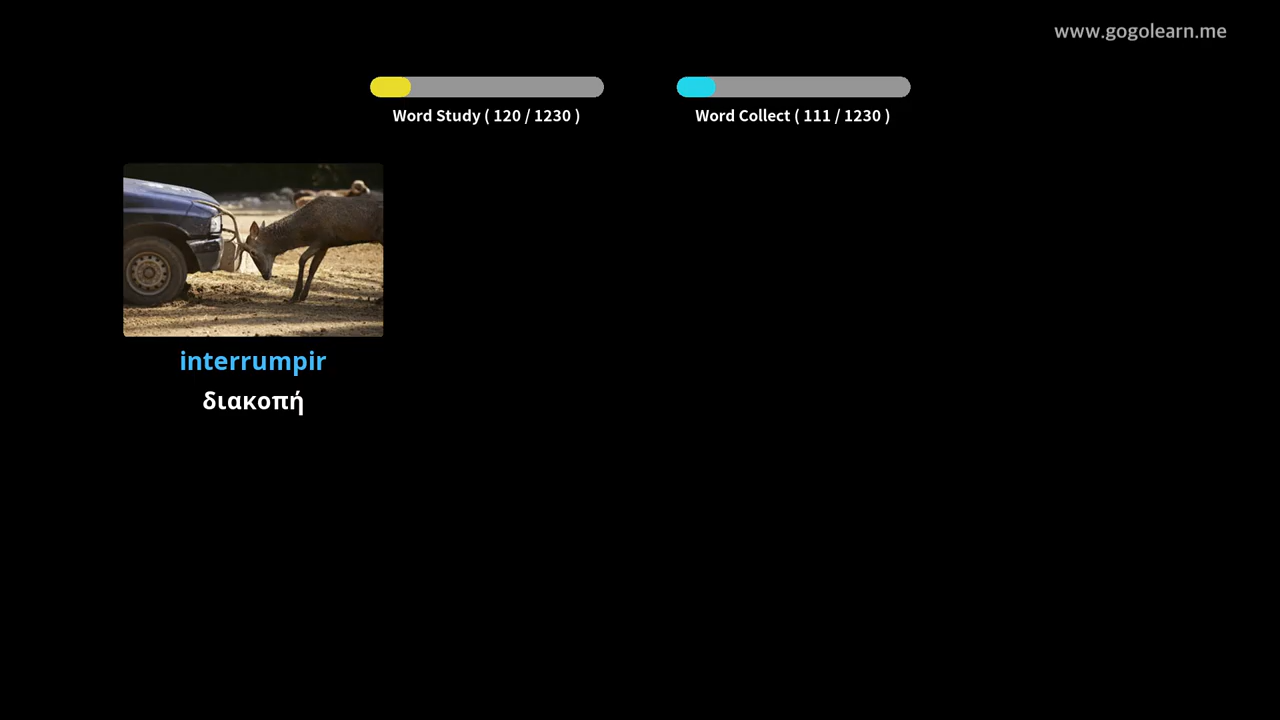 www.gogolearn.me
Word Study ( 120 / 1230 )
Word Collect ( 111 / 1230 )
interrumpir
διακοπή